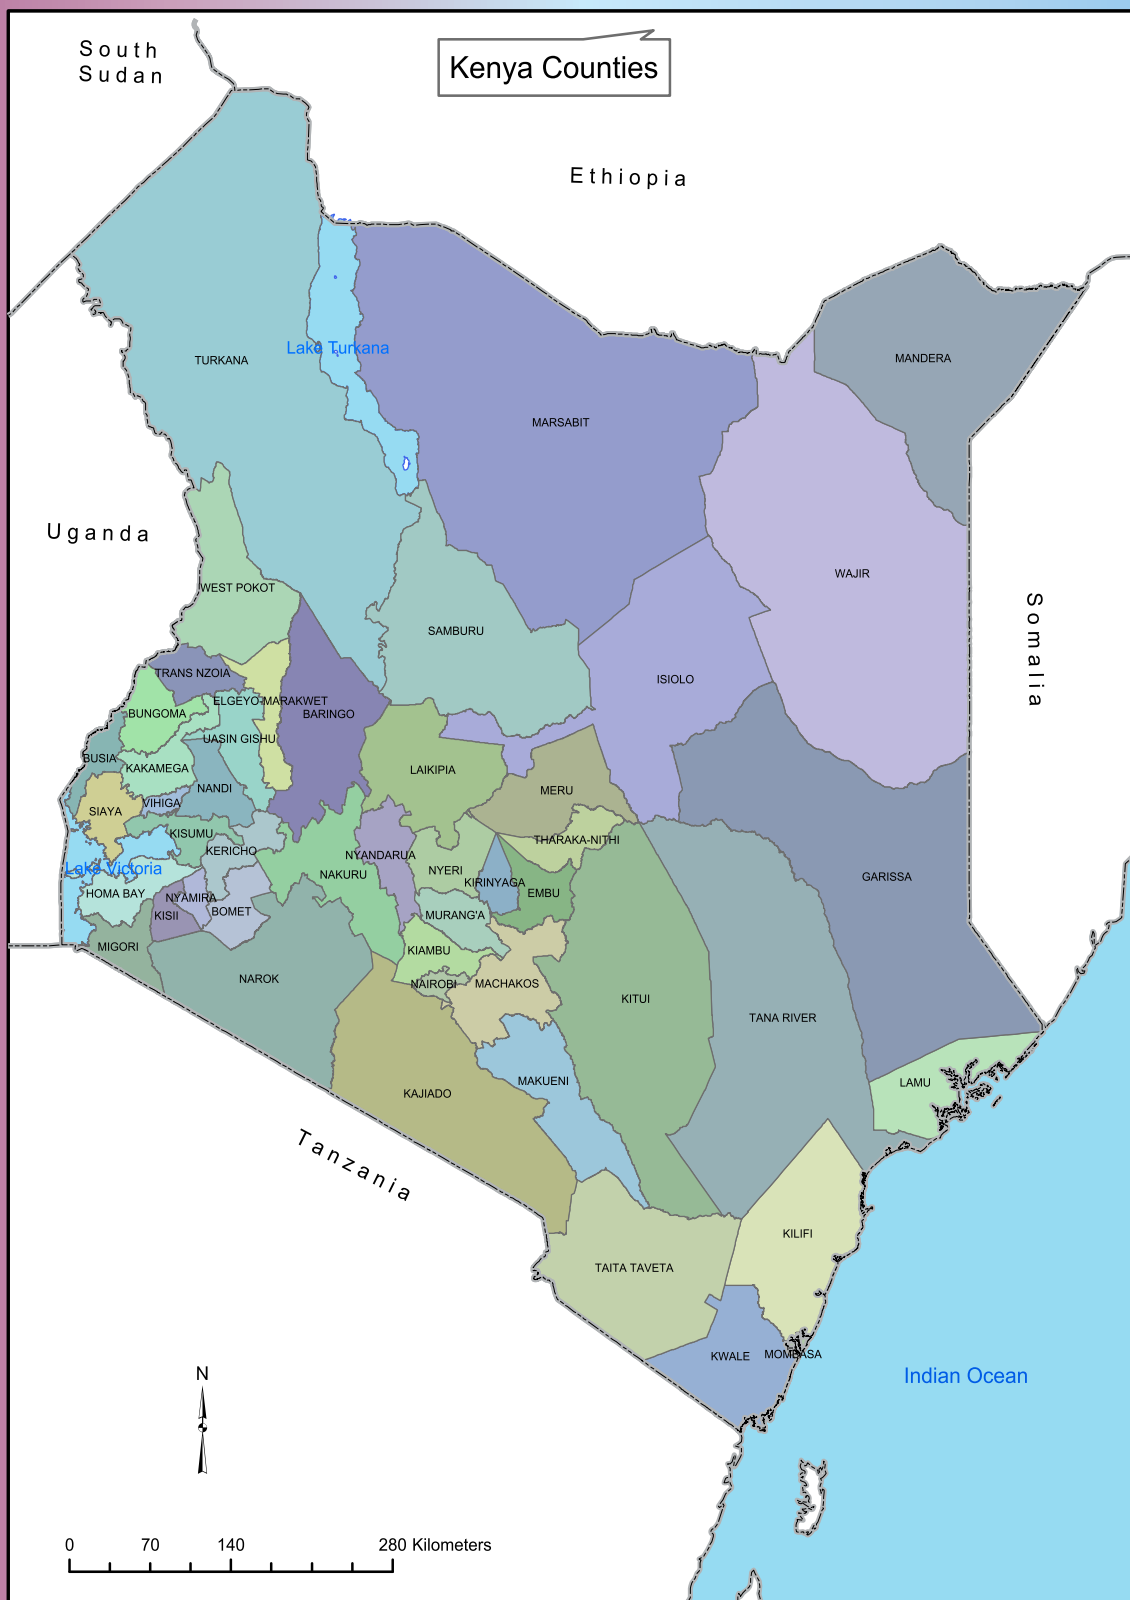 South
Sudan
Kenya Counties
Ethiopia
Lake Turkana
TURKANA
MANDERA
MARSABIT
Uganda
WAJIR
WEST POKOT
Somalia
SAMBURU
TRANS NZOIA
ISIOLO
ELGEYO-MARAKWET
BUNGOMA
BARINGO
UASIN GISHU
BUSIA
KAKAMEGA
LAIKIPIA
NANDI
MERU
VIHIGA
SIAYA
KISUMU
THARAKA-NITHI
KERICHO
NYANDARUA
Lake Victoria
NYERI
NAKURU
GARISSA
KIRINYAGA
HOMA BAY
NYAMIRA
EMBU
KISII
BOMET
MURANG'A
MIGORI
KIAMBU
NAROK
NAIROBI
MACHAKOS
KITUI
TANA RIVER
MAKUENI
LAMU
KAJIADO
Tanzania
KILIFI
TAITA TAVETA
KWALE
MOMBASA
Indian Ocean
N
0 70 140 280 Kilometers